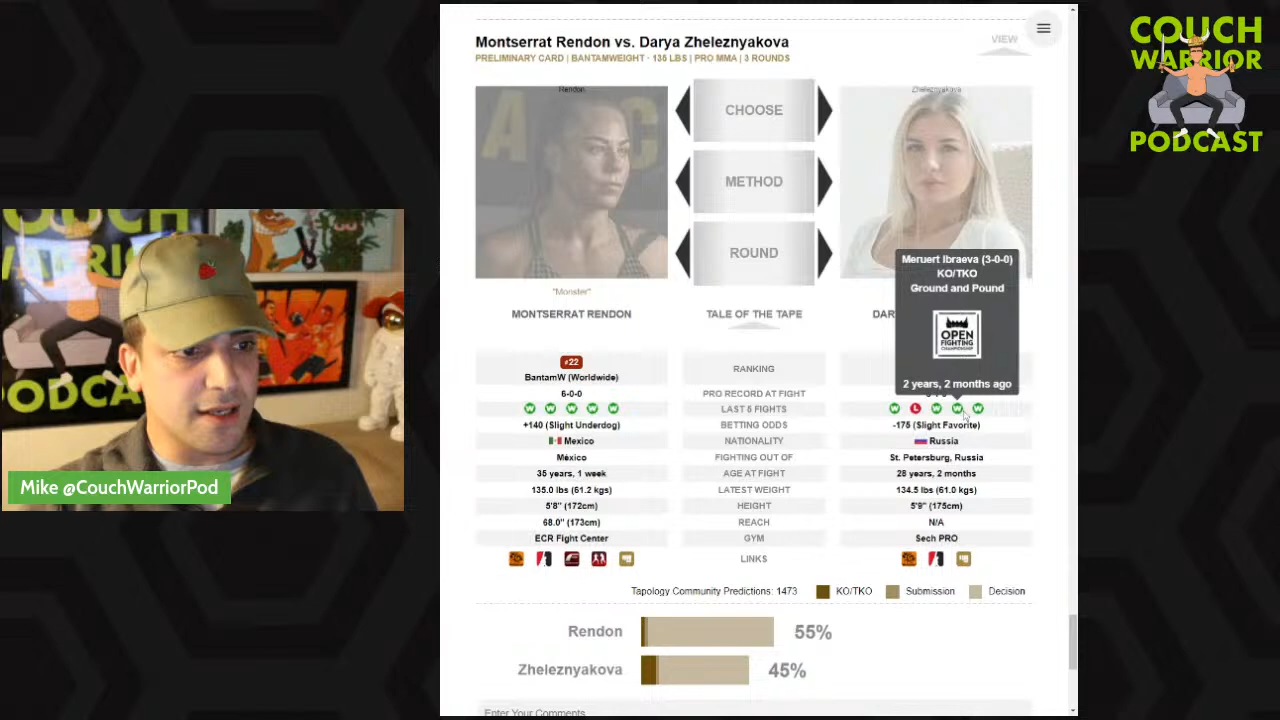 COUCH
WARRIOR
PODCAST
Montserrat Rendon vs. Darya Zheleznyakova
PRELIMINARY CARD | BANTAMWEIGHT · 135 LBS | PRO MMA | 3 ROUNDS
VIEW
Rendon
Zheleznyakova
CHOOSE
METHOD
ROUND
"Monster"
MONTSERRAT RENDON
TALE OF THE TAPE
DAR
Meruert Ibraeva (3-0-0)
KO/TKO
Ground and Pound
OPEN
FIGHTING
CHAMPIONSHIP
2 years, 2 months ago
#22
BantamW (Worldwide)
RANKING
6-0-0
PRO RECORD AT FIGHT
W W W W W
LAST 5 FIGHTS
W L W W W
+140 (Slight Underdog)
BETTING ODDS
-175 (Slight Favorite)
Mexico
NATIONALITY
Russia
México
FIGHTING OUT OF
St. Petersburg, Russia
35 years, 1 week
AGE AT FIGHT
28 years, 2 months
135.0 lbs (61.2 kgs)
LATEST WEIGHT
134.5 lbs (61.0 kgs)
5'8" (172cm)
HEIGHT
5'9" (175cm)
68.0" (173cm)
REACH
N/A
ECR Fight Center
GYM
Sech PRO
LINKS
Tapology Community Predictions: 1473
KO/TKO
Submission
Decision
Rendon
55%
Zheleznyakova
45%
Enter Your Comments
COUCH
PODCA
Mike @CouchWarriorPod